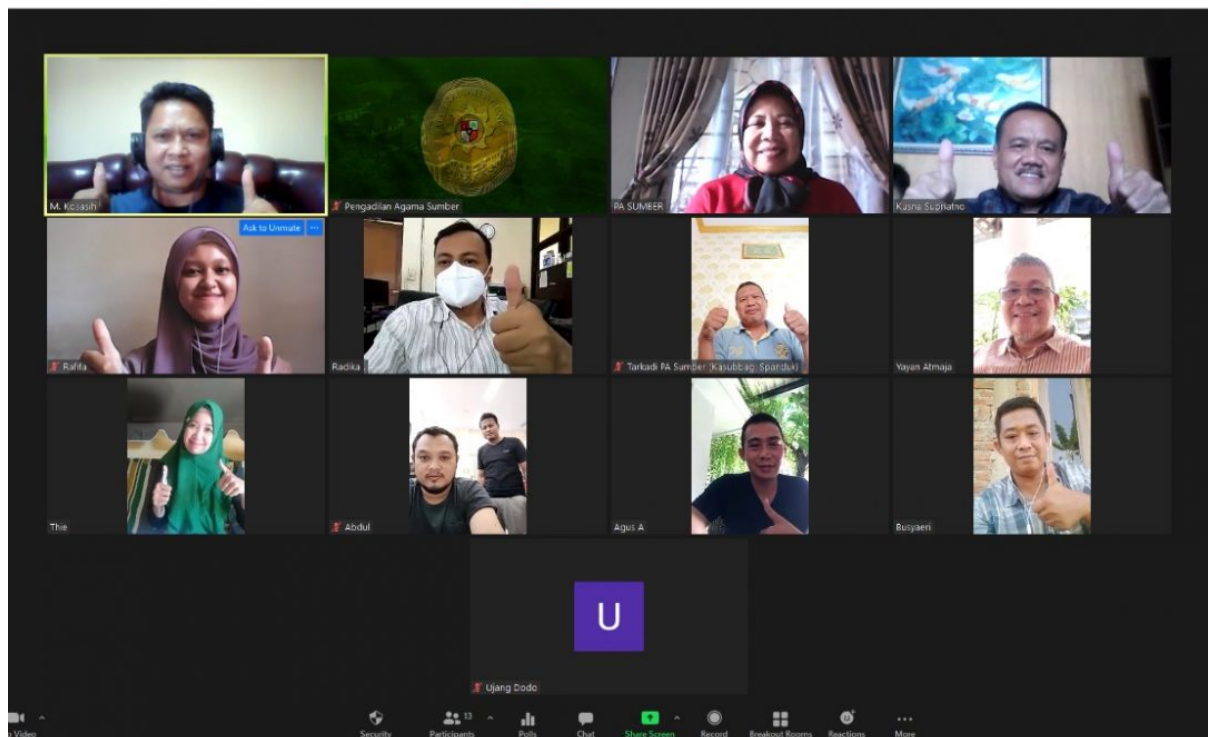 M. Kosasih
Pengadilan Agama Sumber
PA SUMBER
Kusna Supriatno
Ask to Unmute ...
Rafifa
Radika
Tarkadi PA Sumber (Kasubbag. Spanduk)
Yayan Atmaja
Thie
Abdul
Agus A
Busyaeri
U
Ujang Dodo
Video
Security
Participants 13
Polls
Chat
Share Screen
Record
Breakout Rooms
Reactions
More